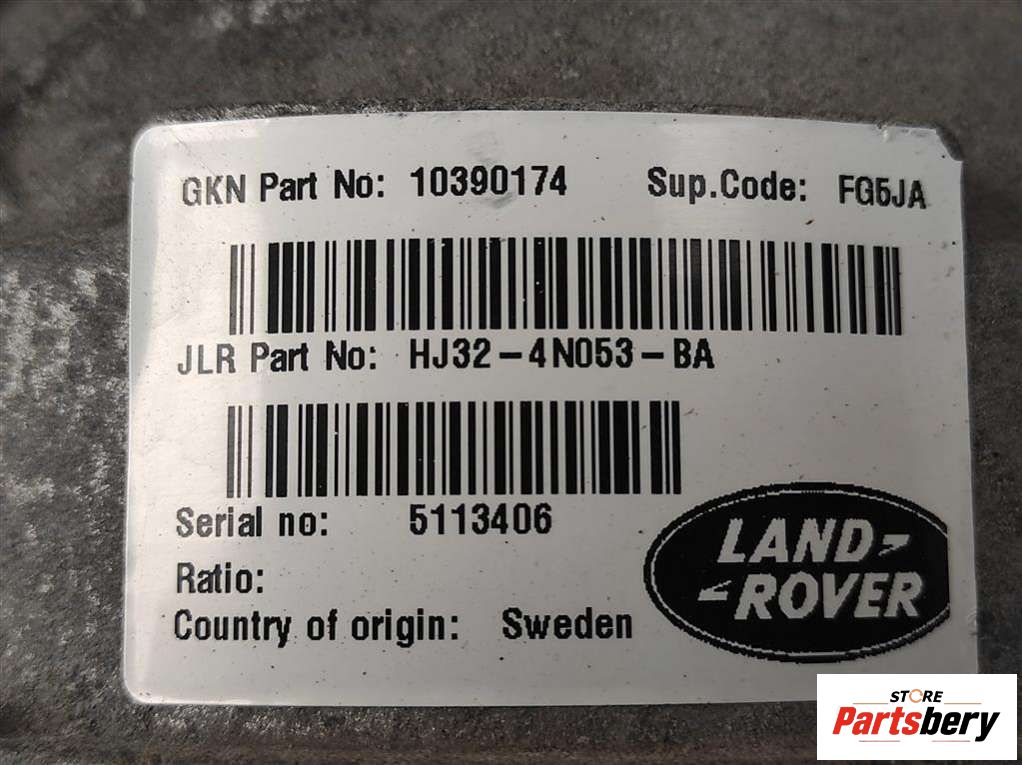 GKN Part No: 10390174 Sup.Code: FG5JA
JLR Part No: HJ32-4N053-BA
Serial no: 5113406
Ratio:
Country of origin: Sweden
LAND
ROVER
STORE
Partsbery